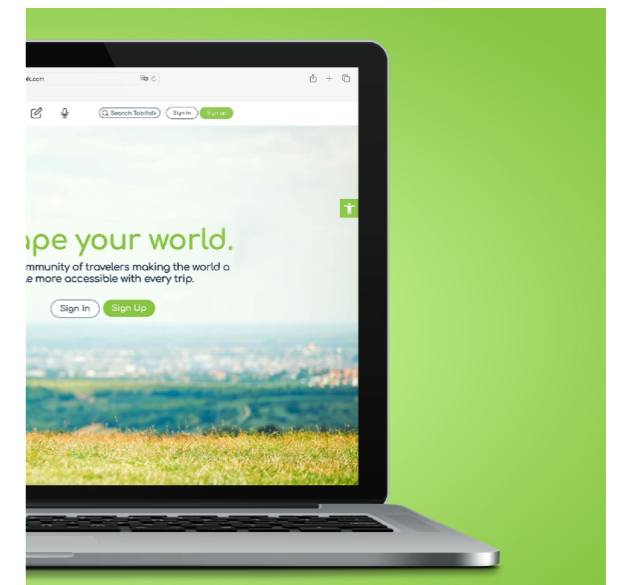 lk.com
Search Tabifolk Sign In Sign up
ape your world.
mmunity of travelers making the world a
le more accessible with every trip.
Sign In Sign Up